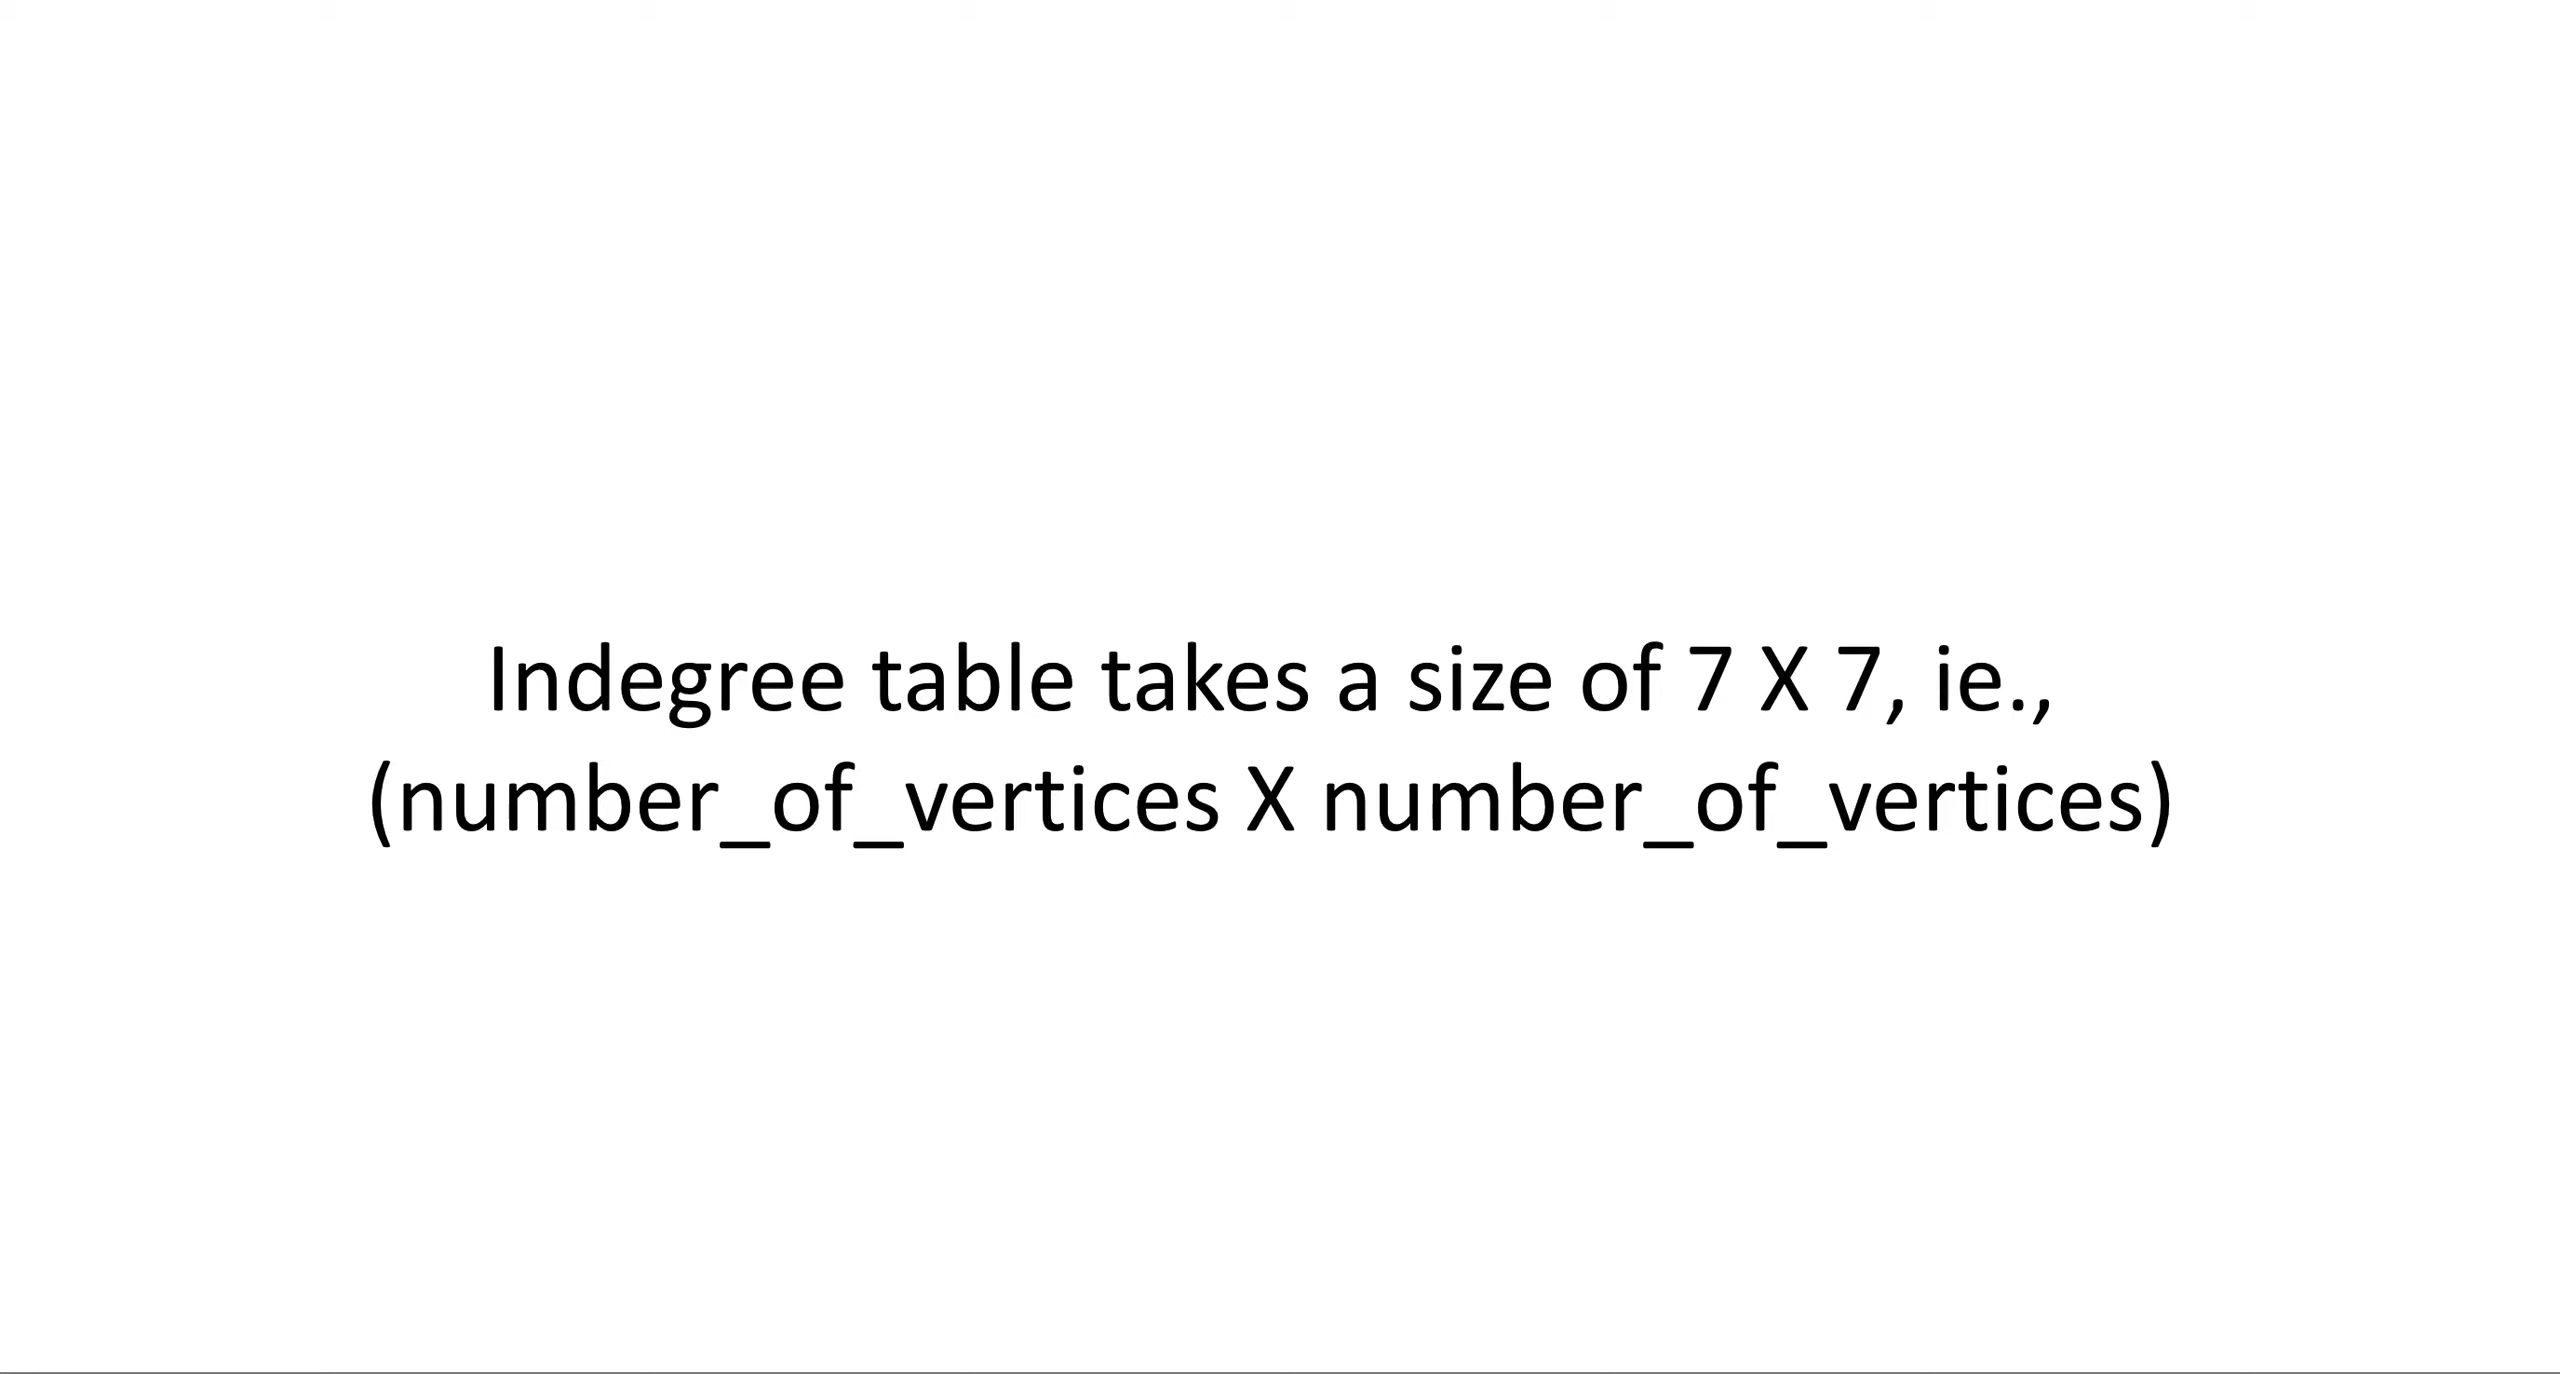 Indegree table takes a size of 7 X 7, ie.,
(number_of_vertices X number_of_vertices)